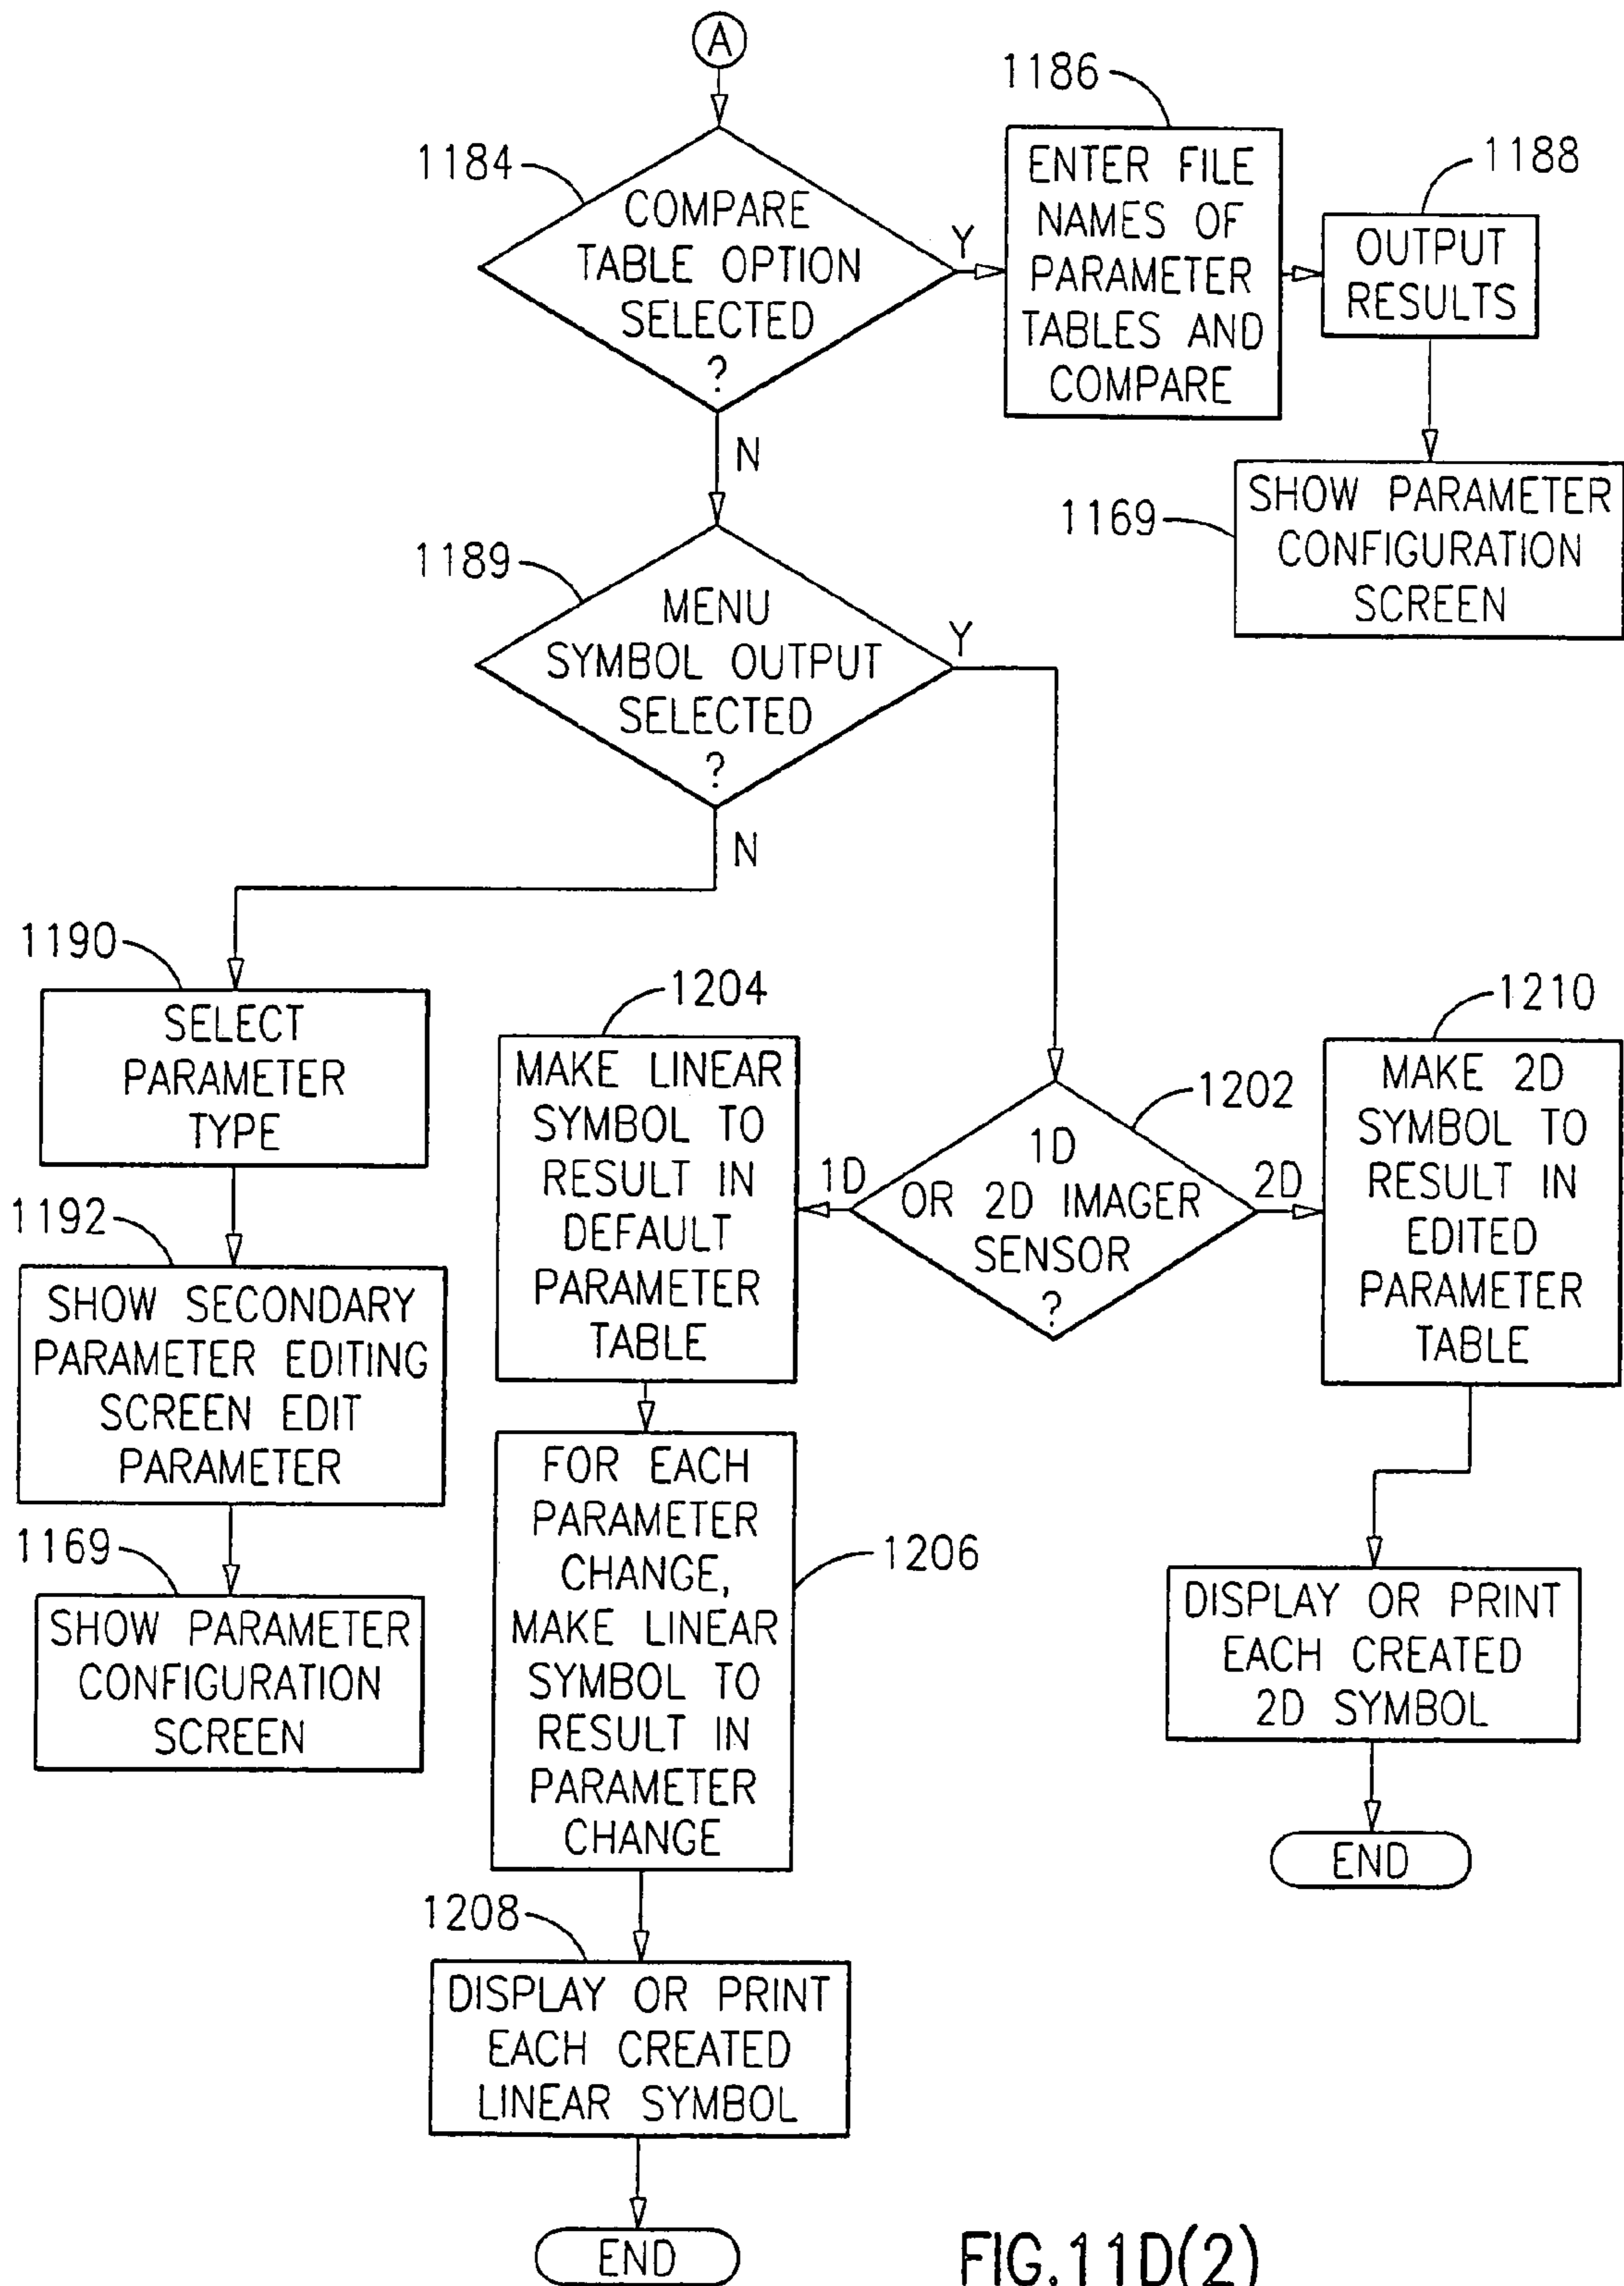 A
1184
COMPARE
TABLE OPTION
SELECTED
?
Y
1186
ENTER FILE
NAMES OF
PARAMETER
TABLES AND
COMPARE
1188
OUTPUT
RESULTS
1169
SHOW PARAMETER
CONFIGURATION
SCREEN
N
1189
MENU
SYMBOL OUTPUT
SELECTED
?
Y
N
1190
SELECT
PARAMETER
TYPE
1192
SHOW SECONDARY
PARAMETER EDITING
SCREEN EDIT
PARAMETER
1169
SHOW PARAMETER
CONFIGURATION
SCREEN
1202
1D
OR 2D IMAGER
SENSOR
?
1D
2D
1204
MAKE LINEAR
SYMBOL TO
RESULT IN
DEFAULT
PARAMETER
TABLE
1206
FOR EACH
PARAMETER
CHANGE,
MAKE LINEAR
SYMBOL TO
RESULT IN
PARAMETER
CHANGE
1208
DISPLAY OR PRINT
EACH CREATED
LINEAR SYMBOL
END
1210
MAKE 2D
SYMBOL TO
RESULT IN
EDITED
PARAMETER
TABLE
DISPLAY OR PRINT
EACH CREATED
2D SYMBOL
END
FIG.11D(2)